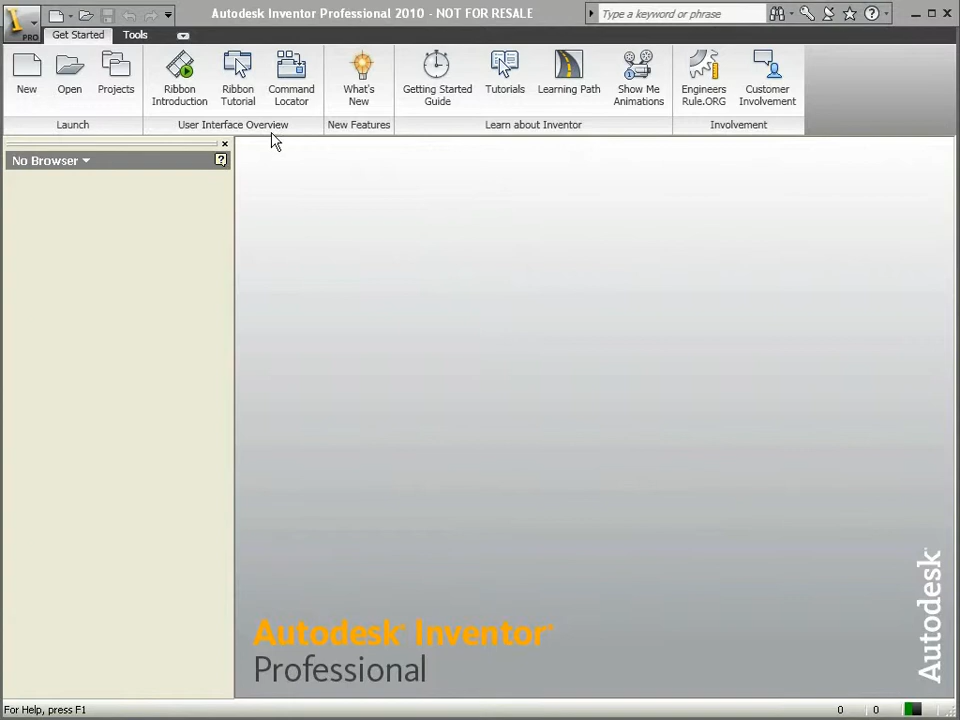 Autodesk Inventor Professional 2010 - NOT FOR RESALE
Type a keyword or phrase
PRO
Get Started Tools
New Open Projects
Ribbon Introduction
Ribbon Tutorial
Command Locator
What's New
Getting Started Guide
Tutorials
Learning Path
Show Me Animations
Engineers Rule.ORG
Customer Involvement
Launch User Interface Overview New Features Learn about Inventor Involvement
No Browser
Autodesk® Inventor®
Professional
Autodesk®
For Help, press F1 0 0